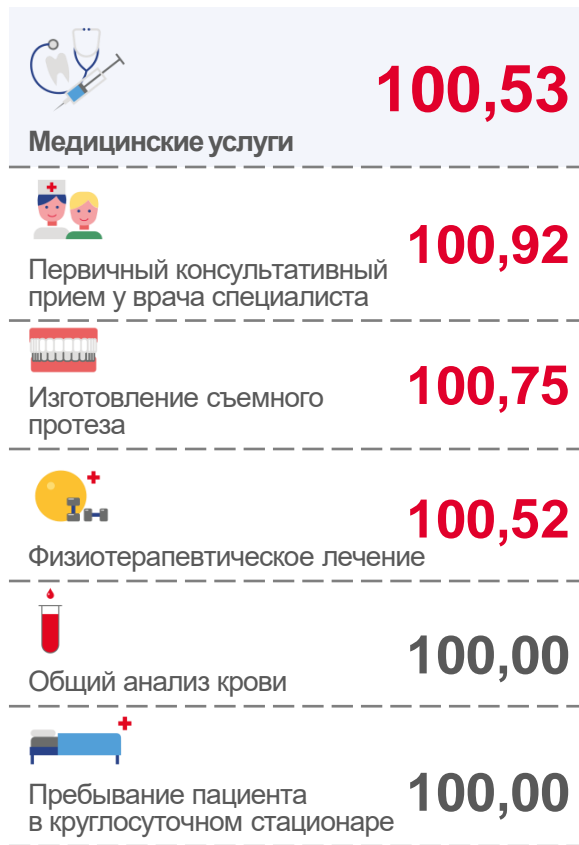 100,53
Медицинские услуги
100,92
Первичный консультативный
прием у врача специалиста
100,75
Изготовление съемного
протеза
100,52
Физиотерапевтическое лечение
100,00
Общий анализ крови
100,00
Пребывание пациента
в круглосуточном стационаре